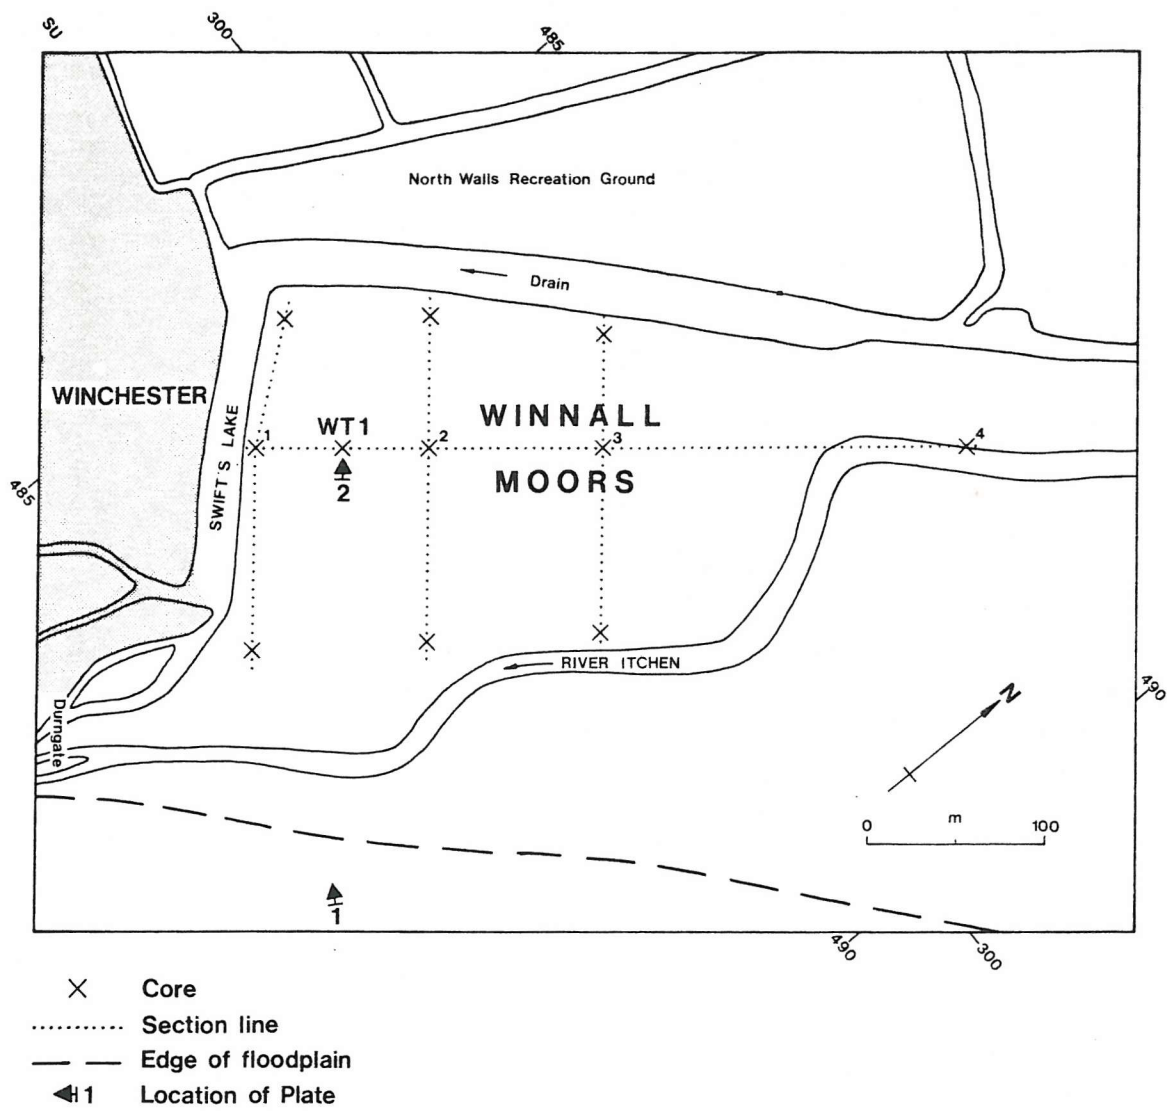 SU
300
485
North Walls Recreation Ground
Drain
WINCHESTER
SWIFT'S LAKE
WT1
WINNALL
1
2
3
4
2
MOORS
485
RIVER ITCHEN
N
490
Durngate
0 m 100
1
490
300
Core
Section line
Edge of floodplain
1 Location of Plate